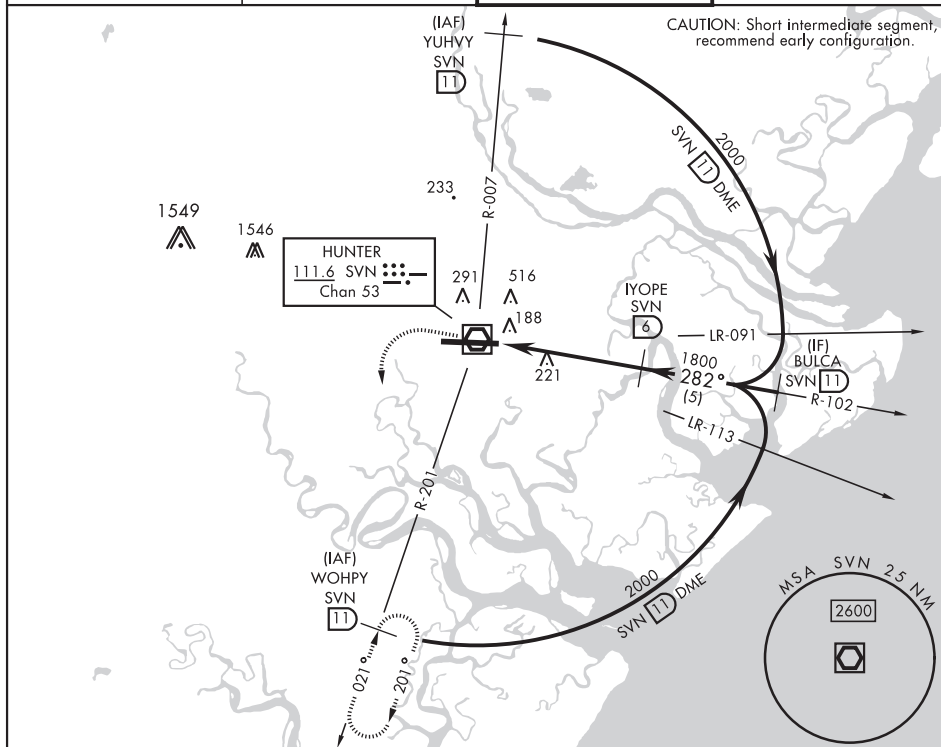 CAUTION: Short intermediate segment,
recommend early configuration.
(IAF)
YUHVY
SVN
11
2000
SVN 11 DME
R-007
233
1549
1546
HUNTER
111.6 SVN
Chan 53
291
516
188
221
IYOPE
SVN
6
LR-091
1800
282°
(5)
(IF)
BULCA
SVN 11
R-102
LR-113
R-201
(IAF)
WOHPY
SVN
11
2000
SVN 11 DME
021°
201°
MSA SVN 25 NM
2600